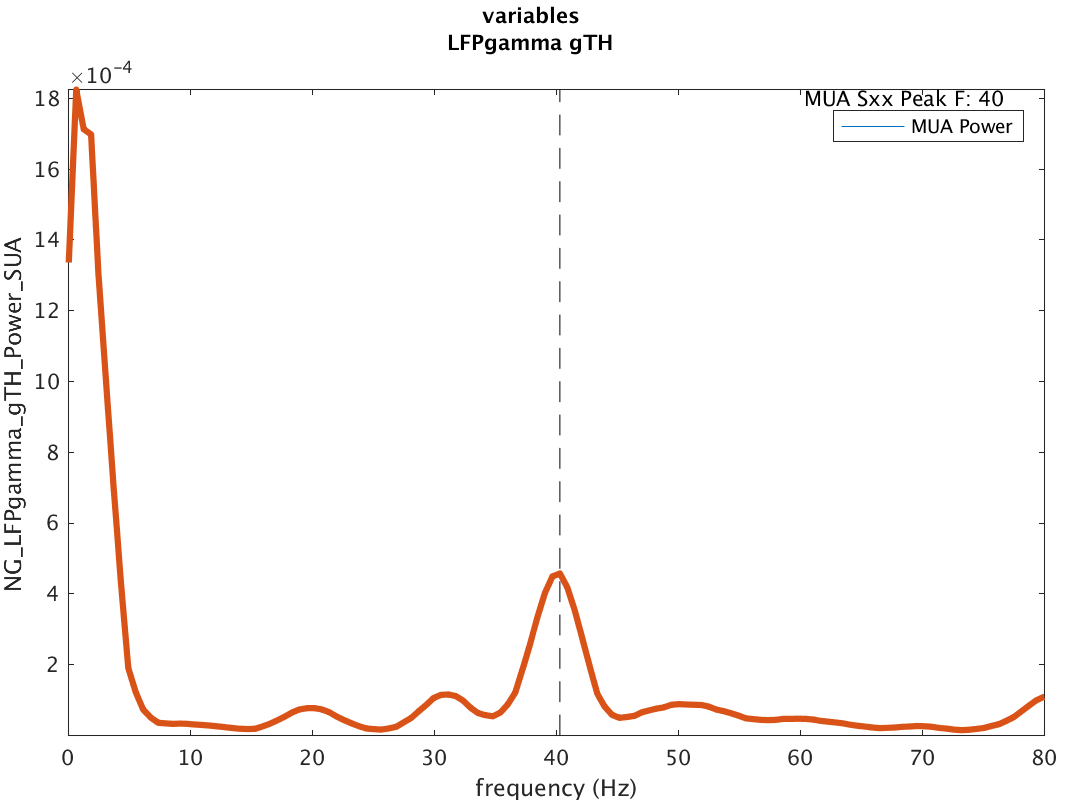 variables
LFPgamma gTH
×10⁻⁴
MUA Sxx Peak F: 40
MUA Power
18
16
14
12
10
8
6
4
2
NG_LFPgamma_gTH_Power_SUA
0 10 20 30 40 50 60 70 80
frequency (Hz)